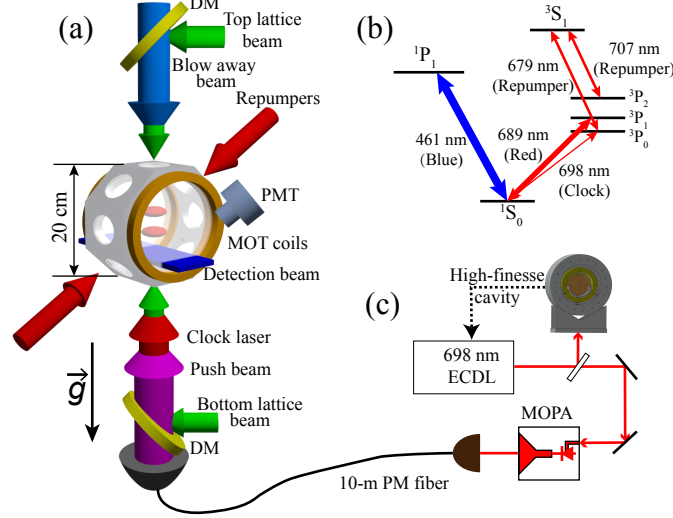 (a)
DM
Top lattice
beam
Blow away
beam
Repumpers
20 cm
PMT
MOT coils
Detection beam
Clock laser
Push beam
g
Bottom lattice
beam
DM
10-m PM fiber
(b)
³S₁
¹P₁
679 nm
(Repumper)
707 nm
(Repumper)
³P₂
³P₁
³P₀
461 nm
(Blue)
689 nm
(Red)
698 nm
(Clock)
¹S₀
(c)
High-finesse
cavity
698 nm
ECDL
MOPA